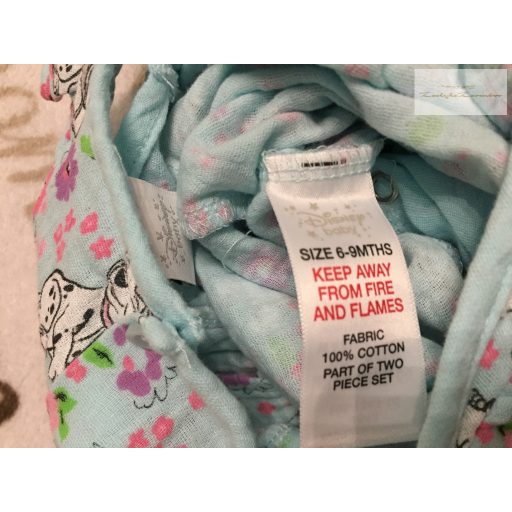 Disney
baby
SIZE 6-9MTHS
KEEP AWAY
FROM FIRE
AND FLAMES
FABRIC
100% COTTON
PART OF TWO
PIECE SET